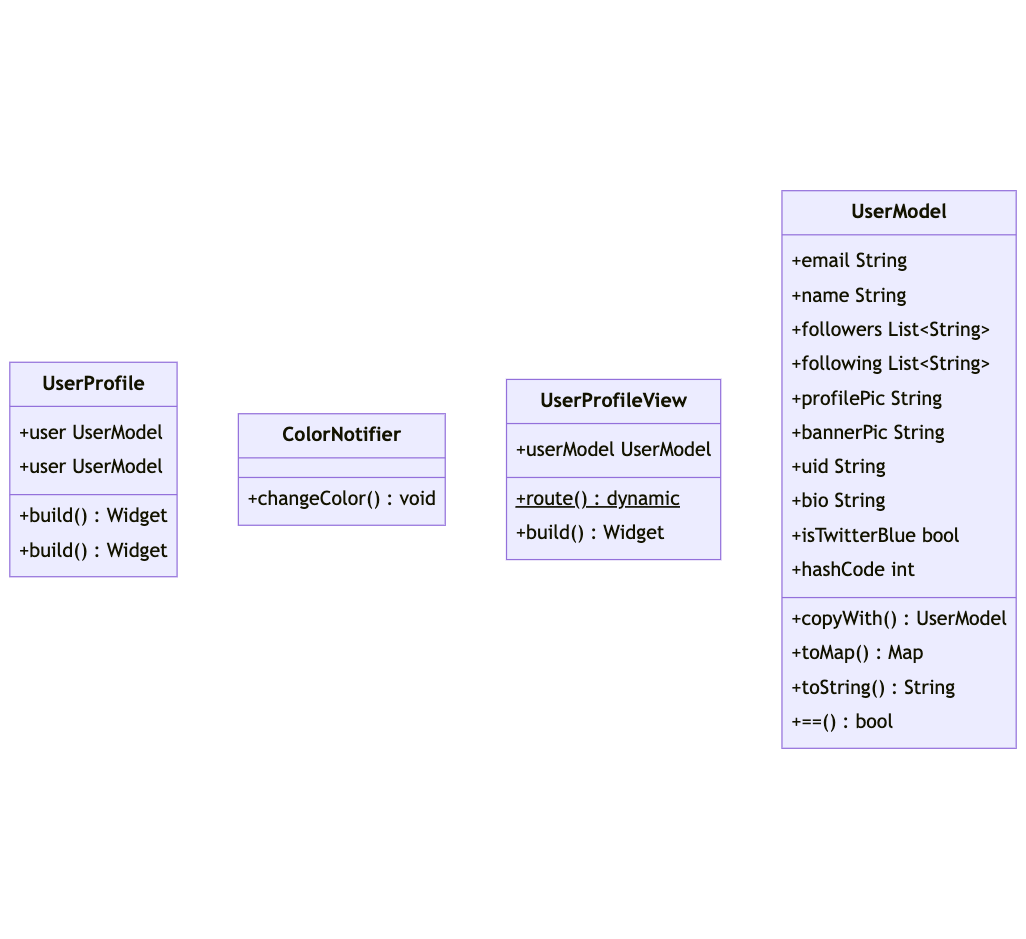 UserProfile
+user UserModel
+user UserModel
+build() : Widget
+build() : Widget
ColorNotifier
+changeColor() : void
UserProfileView
+userModel UserModel
+route() : dynamic
+build() : Widget
UserModel
+email String
+name String
+followers List<String>
+following List<String>
+profilePic String
+bannerPic String
+uid String
+bio String
+isTwitterBlue bool
+hashCode int
+copyWith() : UserModel
+toMap() : Map
+toString() : String
+==() : bool